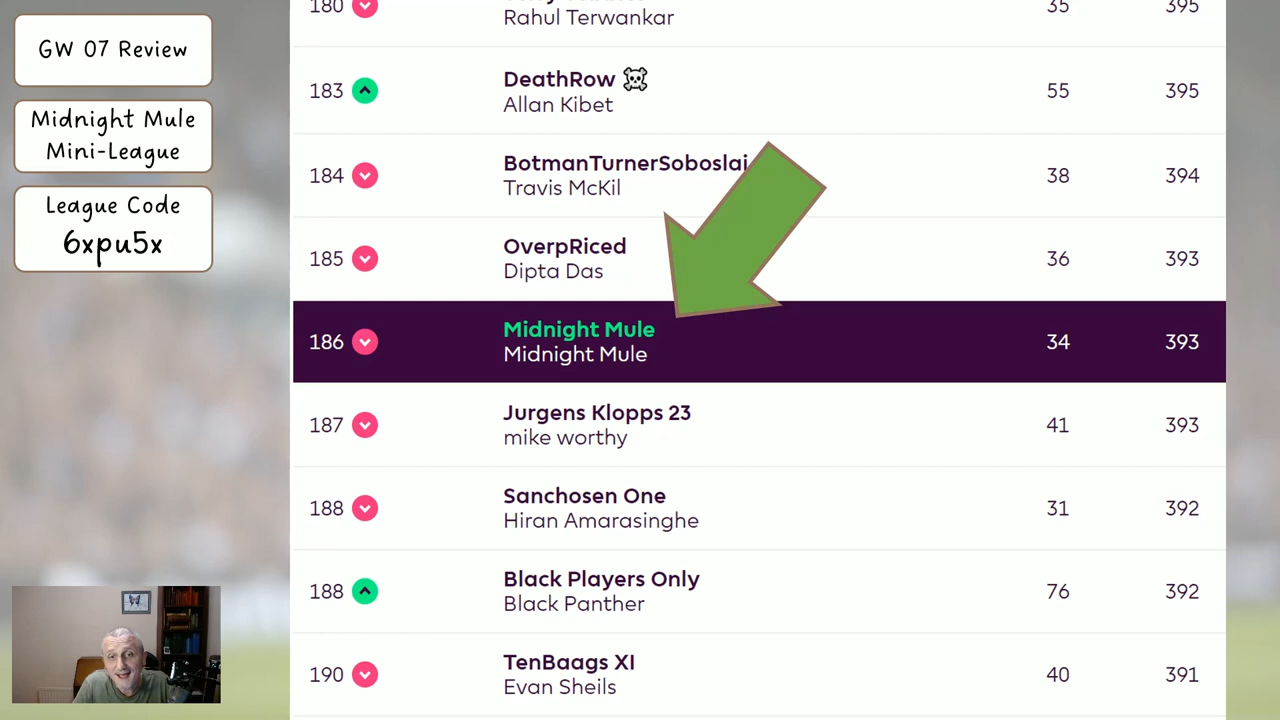 GW 07 Review
Midnight Mule
Mini-League
League Code
6xpu5x
180
Rahul Terwankar
35 395
183 DeathRow ☠ 55 395
Allan Kibet
184 BotmanTurnerSoboslai 38 394
Travis McKil
185 OverpRiced 36 393
Dipta Das
186 Midnight Mule 34 393
Midnight Mule
187 Jurgens Klopps 23 41 393
mike worthy
188 Sanchosen One 31 392
Hiran Amarasinghe
188 Black Players Only 76 392
Black Panther
190 TenBaags XI 40 391
Evan Sheils